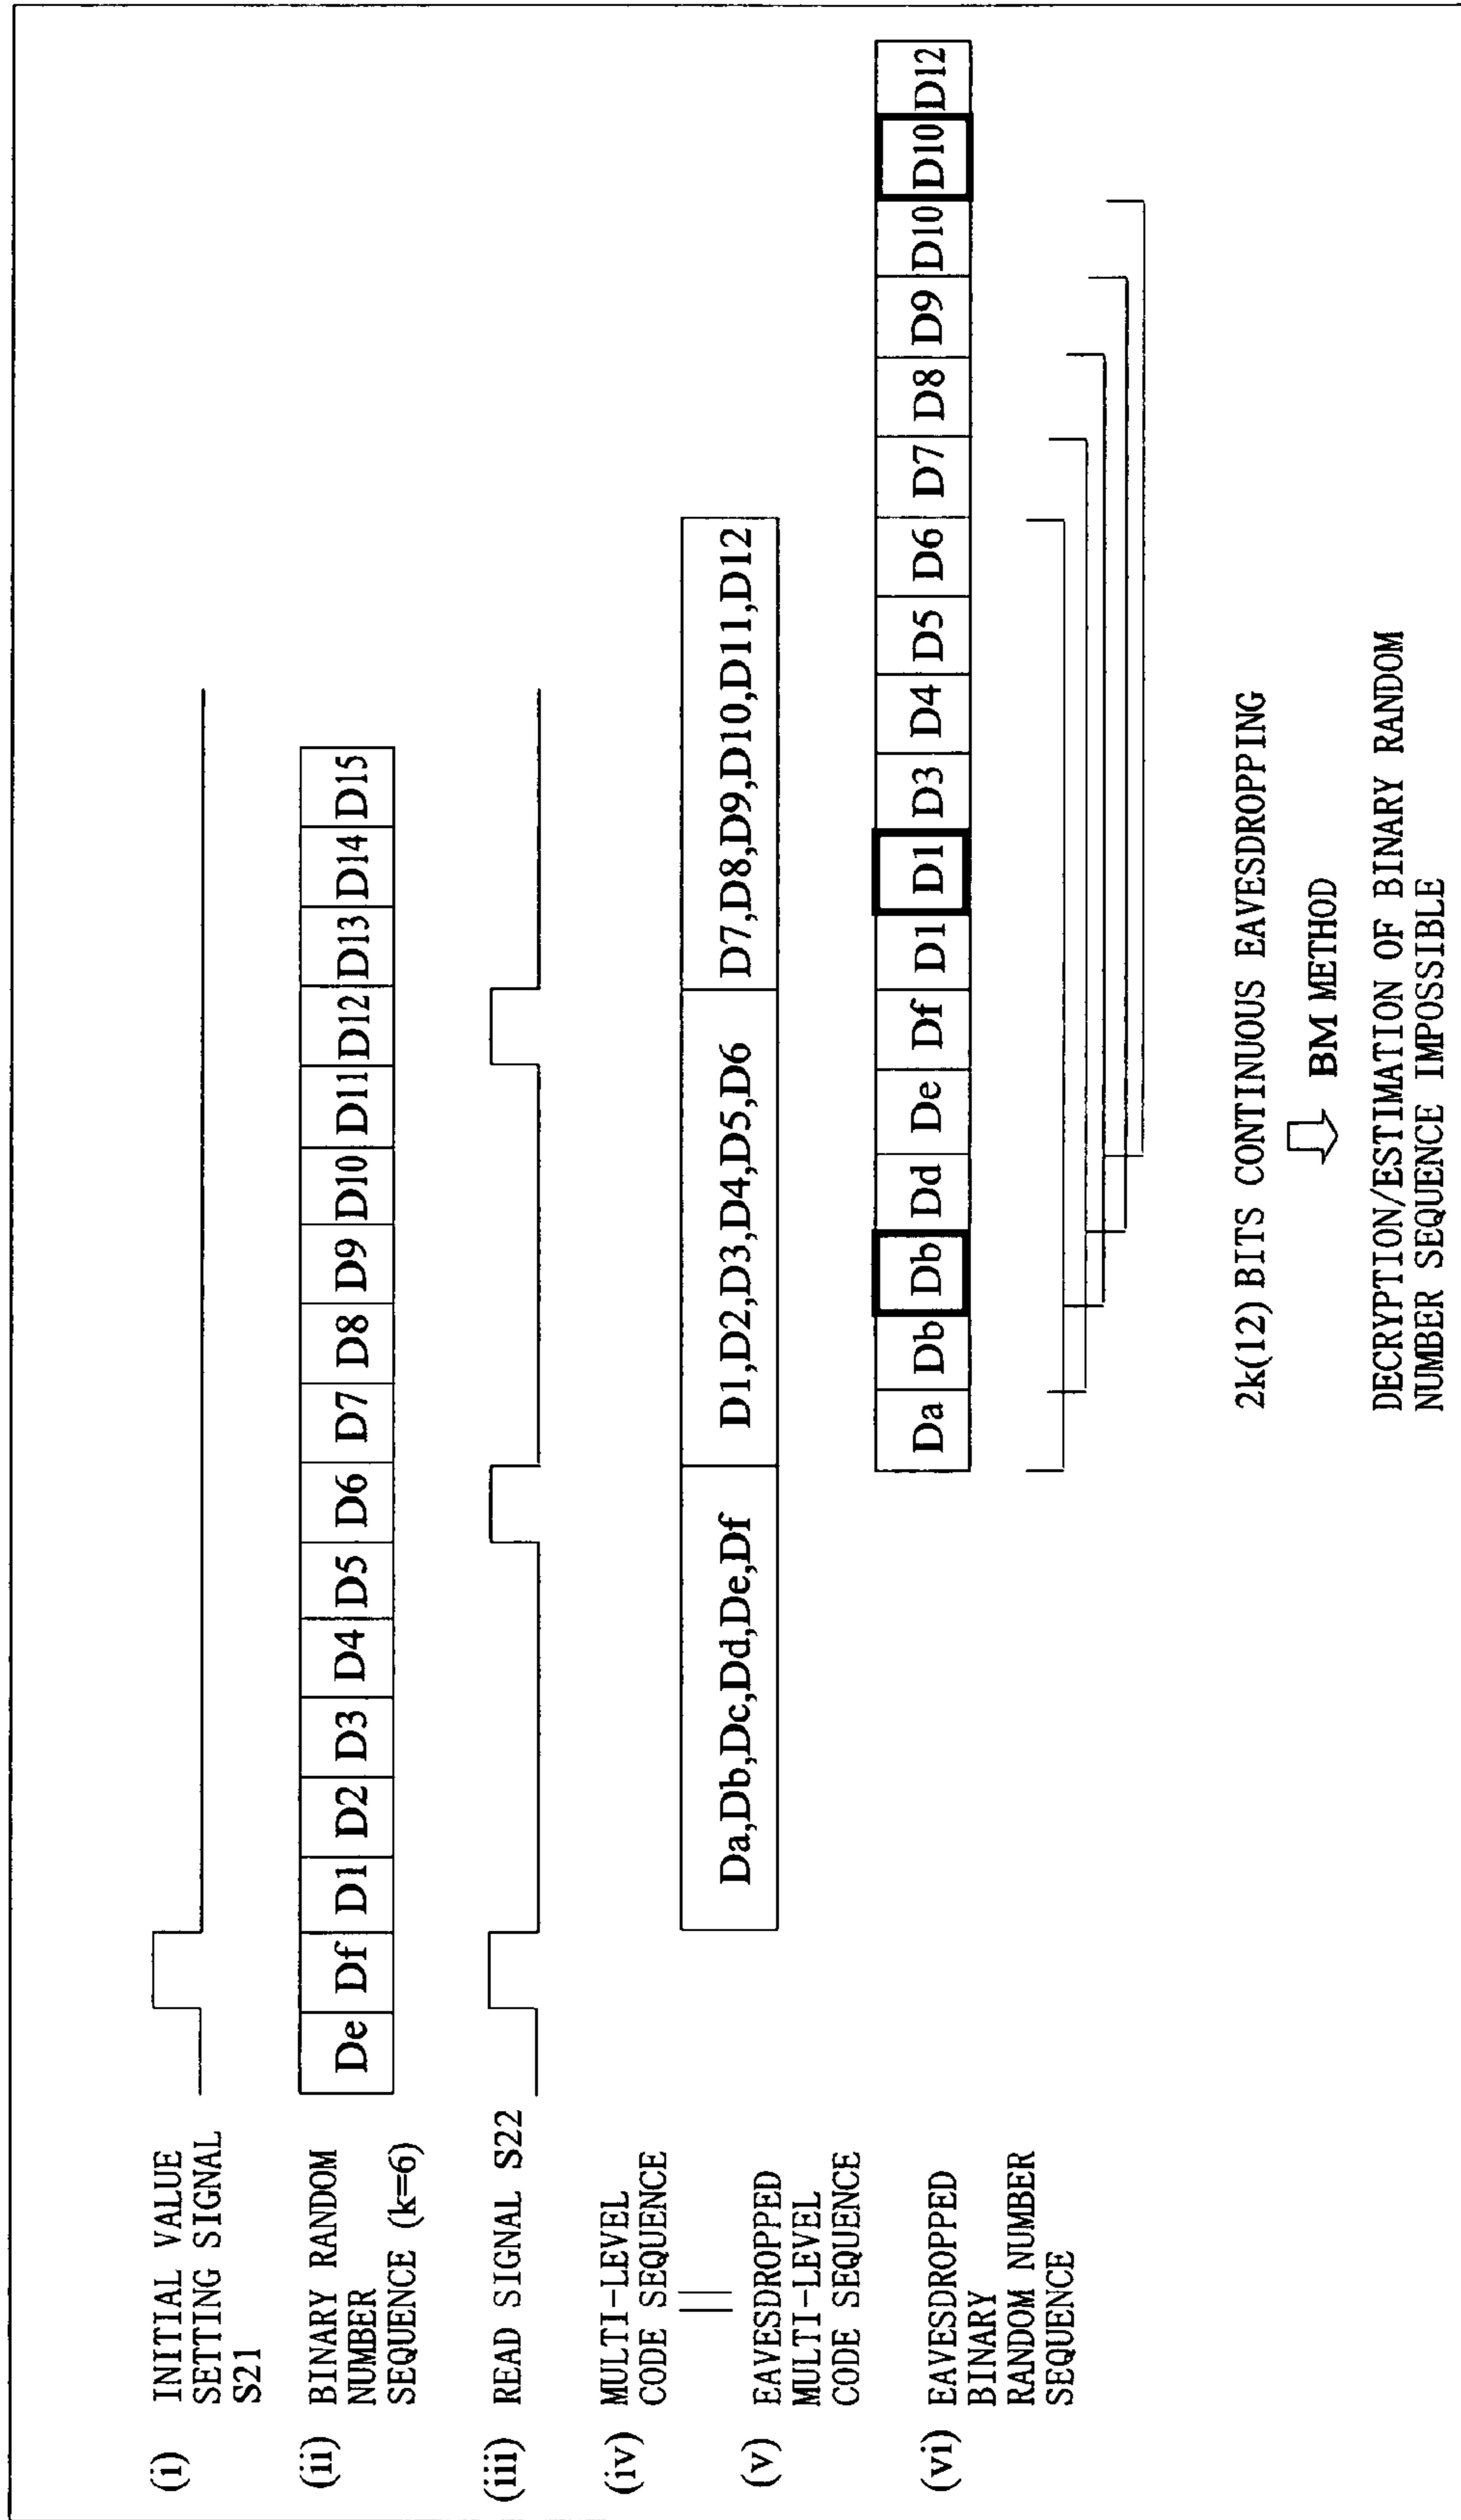 (i) INITIAL VALUE
SETTING SIGNAL
S21
(ii) BINARY RANDOM
NUMBER
SEQUENCE (k=6)
De Df D1 D2 D3 D4 D5 D6 D7 D8 D9 D10 D11 D12 D13 D14 D15
(iii) READ SIGNAL S22
(iv) MULTI-LEVEL
CODE SEQUENCE
(v) EAVESDROPPED
MULTI-LEVEL
CODE SEQUENCE
Da,Db,Dc,Dd,De,Df D1,D2,D3,D4,D5,D6 D7,D8,D9,D10,D11,D12
(vi) EAVESDROPPED
BINARY
RANDOM NUMBER
SEQUENCE
Da Db Db Dd De Df D1 D1 D3 D4 D5 D6 D7 D8 D9 D10 D10 D12
2k(12) BITS CONTINUOUS EAVESDROPPING
BM METHOD
DECRYPTION/ESTIMATION OF BINARY RANDOM
NUMBER SEQUENCE IMPOSSIBLE